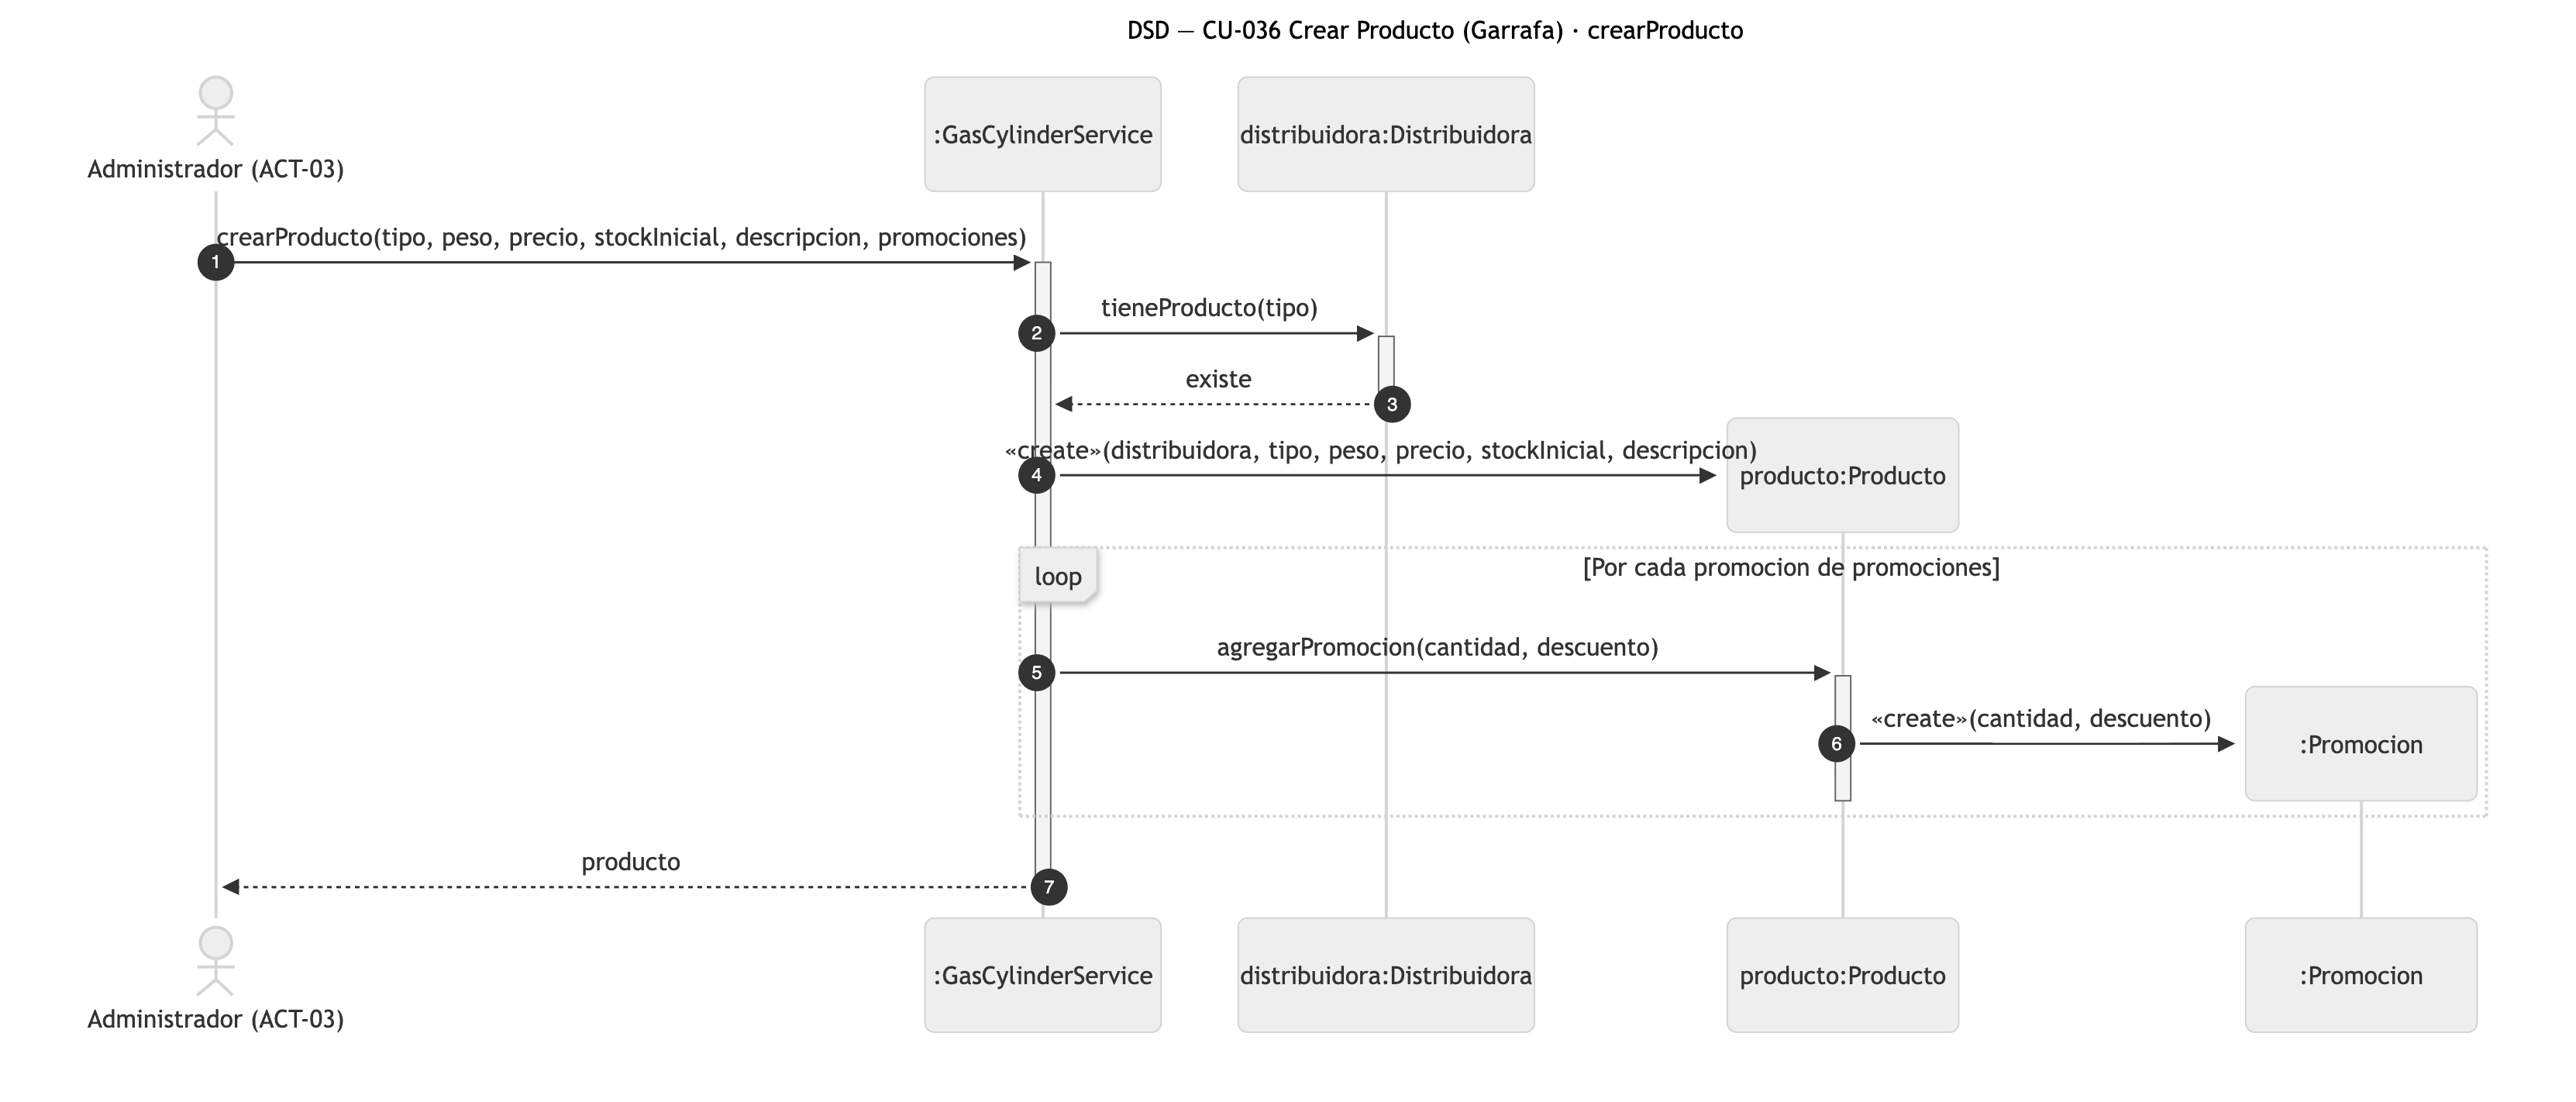 DSD — CU-036 Crear Producto (Garrafa) · crearProducto
Administrador (ACT-03)
:GasCylinderService
distribuidora:Distribuidora
crearProducto(tipo, peso, precio, stockInicial, descripcion, promociones)
1
tieneProducto(tipo)
2
existe
3
«create»(distribuidora, tipo, peso, precio, stockInicial, descripcion)
4
producto:Producto
loop
[Por cada promocion de promociones]
agregarPromocion(cantidad, descuento)
5
«create»(cantidad, descuento)
6
:Promocion
producto
7
Administrador (ACT-03)
:GasCylinderService
distribuidora:Distribuidora
producto:Producto
:Promocion